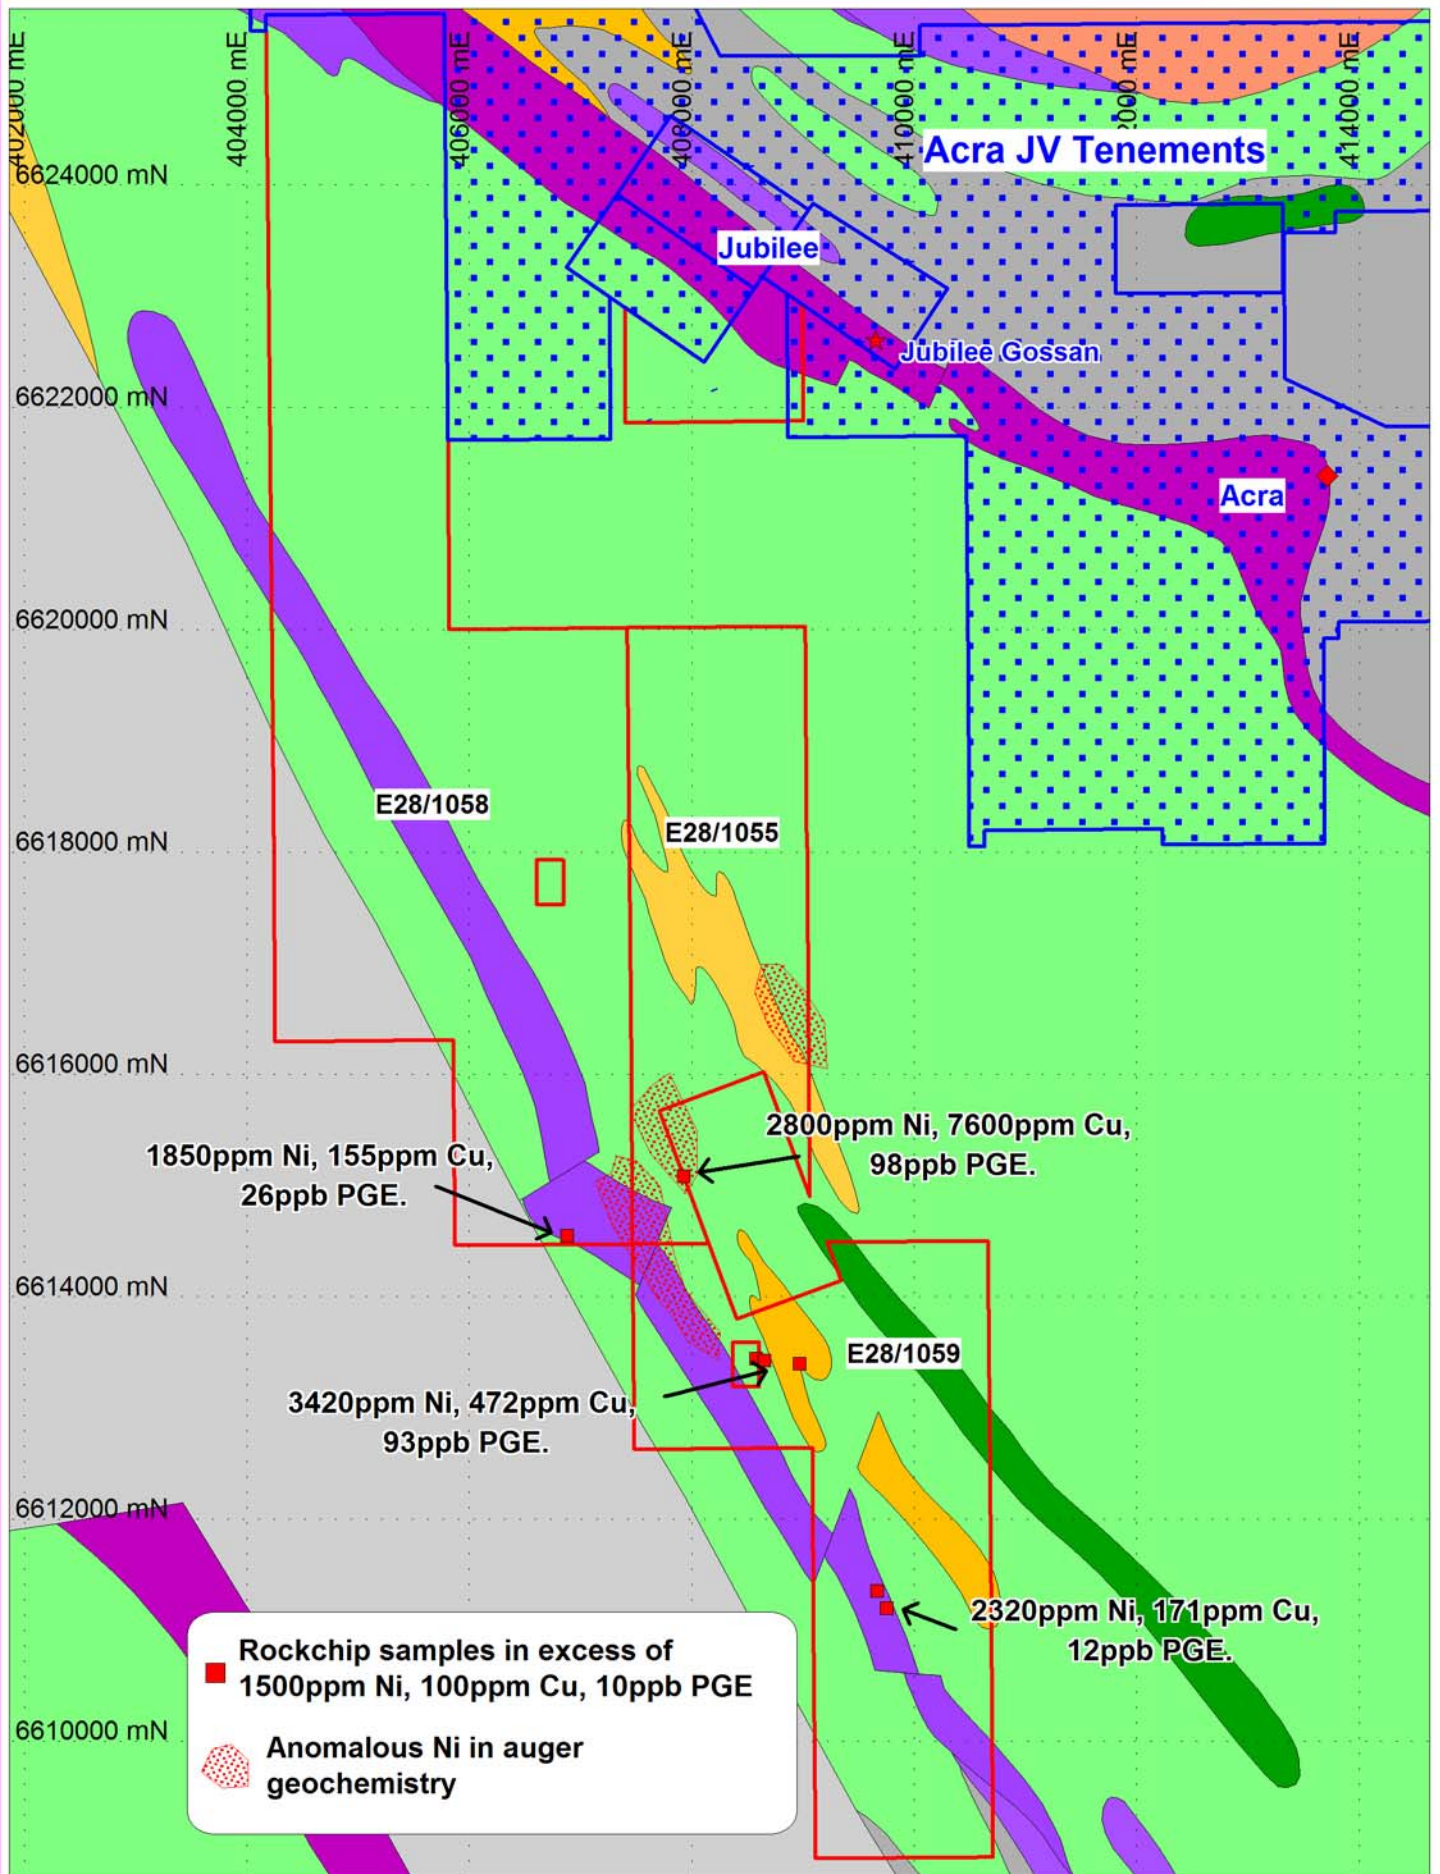 402000 mE
404000 mE
406000 mE
408000 mE
410000 mE
2000 mE
414000 mE
Acra JV Tenements
6624000 mN
Jubilee
Jubilee Gossan
6622000 mN
Acra
6620000 mN
E28/1058
E28/1055
6618000 mN
6616000 mN
2800ppm Ni, 7600ppm Cu,
98ppb PGE.
1850ppm Ni, 155ppm Cu,
26ppb PGE.
6614000 mN
E28/1059
3420ppm Ni, 472ppm Cu,
93ppb PGE.
6612000 mN
2320ppm Ni, 171ppm Cu,
12ppb PGE.
Rockchip samples in excess of
1500ppm Ni, 100ppm Cu, 10ppb PGE
6610000 mN
Anomalous Ni in auger
geochemistry